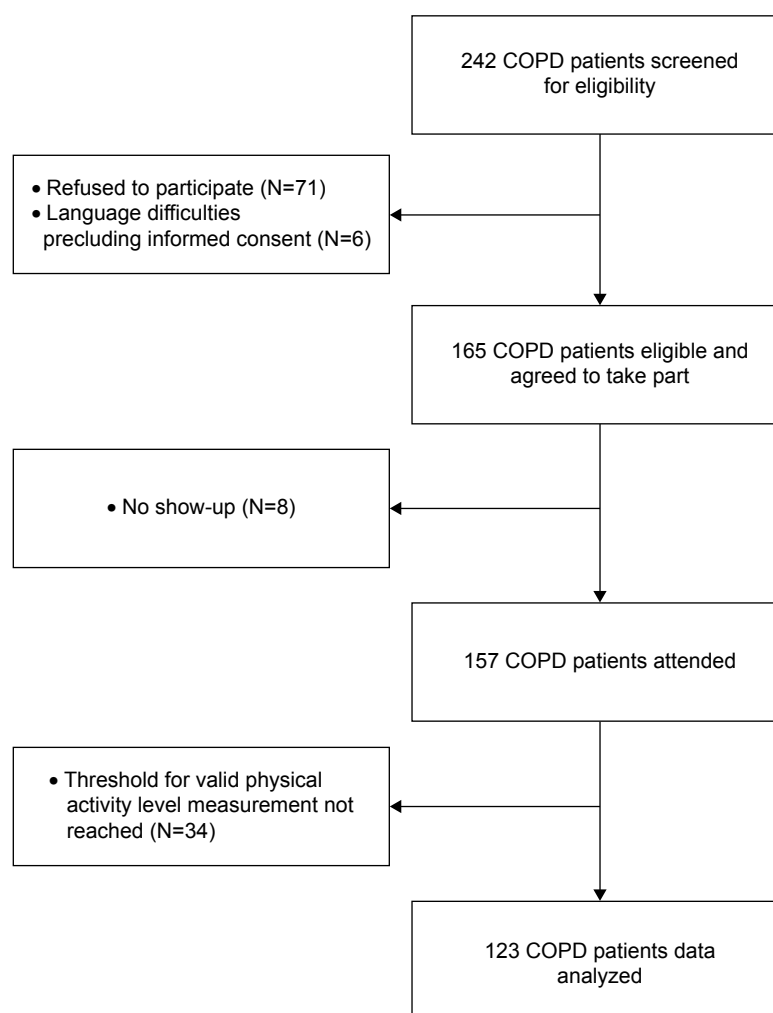 242 COPD patients screened
for eligibility
• Refused to participate (N=71)
• Language difficulties
precluding informed consent (N=6)
165 COPD patients eligible and
agreed to take part
• No show-up (N=8)
157 COPD patients attended
• Threshold for valid physical
activity level measurement not
reached (N=34)
123 COPD patients data
analyzed